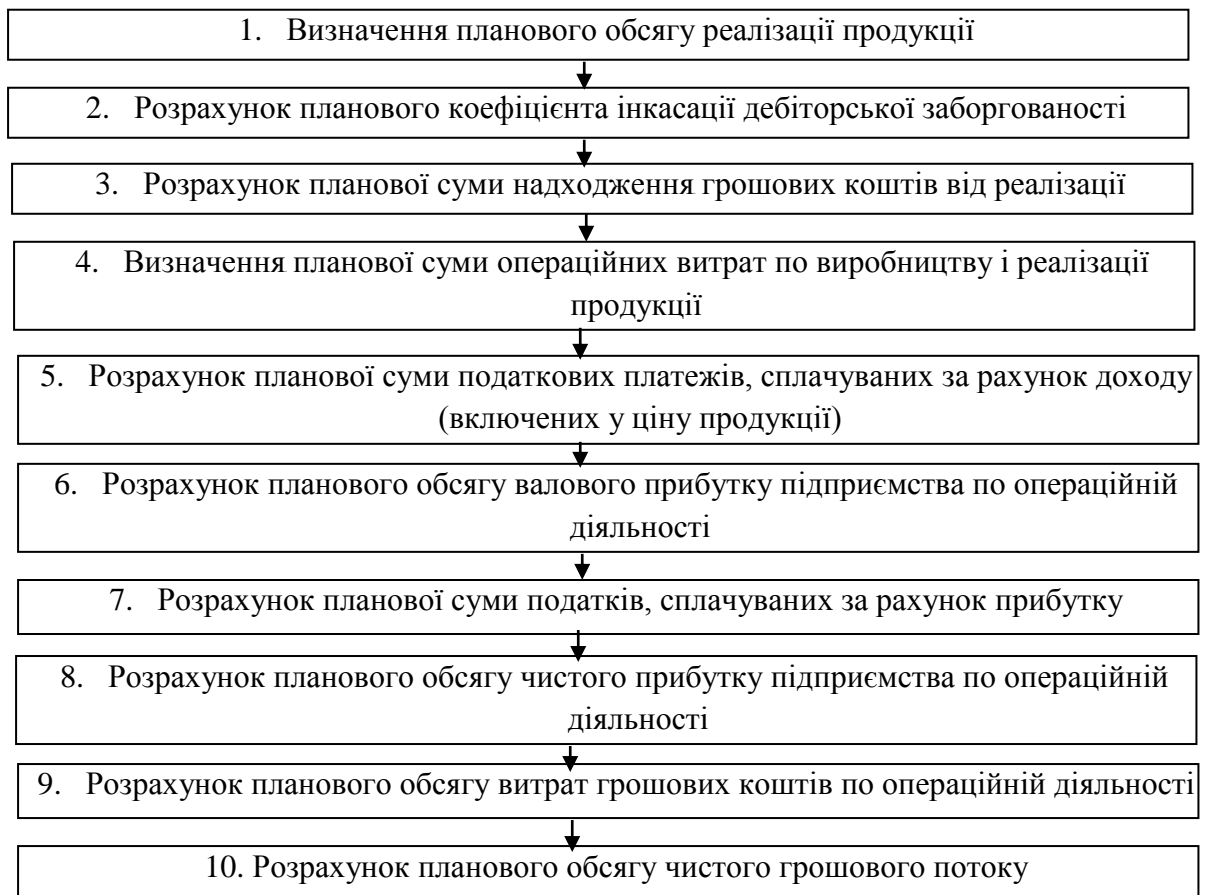 1. Визначення планового обсягу реалізації продукції
2. Розрахунок планового коефіцієнта інкасації дебіторської заборгованості
3. Розрахунок планової суми надходження грошових коштів від реалізації
4. Визначення планової суми операційних витрат по виробництву і реалізації
продукції
5. Розрахунок планової суми податкових платежів, сплачуваних за рахунок доходу
(включених у ціну продукції)
6. Розрахунок планового обсягу валового прибутку підприємства по операційній
діяльності
7. Розрахунок планової суми податків, сплачуваних за рахунок прибутку
8. Розрахунок планового обсягу чистого прибутку підприємства по операційній
діяльності
9. Розрахунок планового обсягу витрат грошових коштів по операційній діяльності
10. Розрахунок планового обсягу чистого грошового потоку